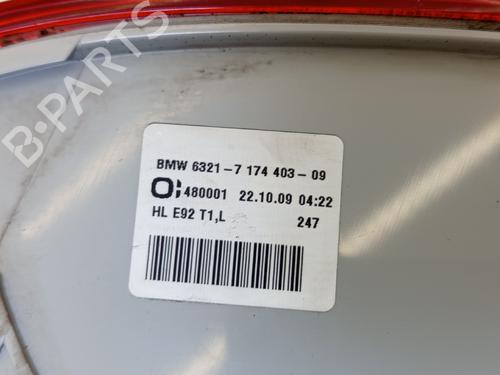 B-PARTS
BMW 6321-7 174 403-09
480001 22.10.09 04:22
HL E92 T1,L 247